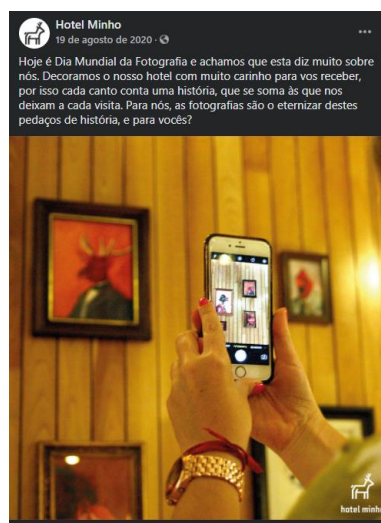 Hotel Minho
19 de agosto de 2020 ·
Hoje é Dia Mundial da Fotografia e achamos que esta diz muito sobre
nós. Decoramos o nosso hotel com muito carinho para vos receber,
por isso cada canto conta uma história, que se soma às que nos
deixam a cada visita. Para nós, as fotografias são o eternizar destes
pedaços de história, e para vocês?
hotel minho